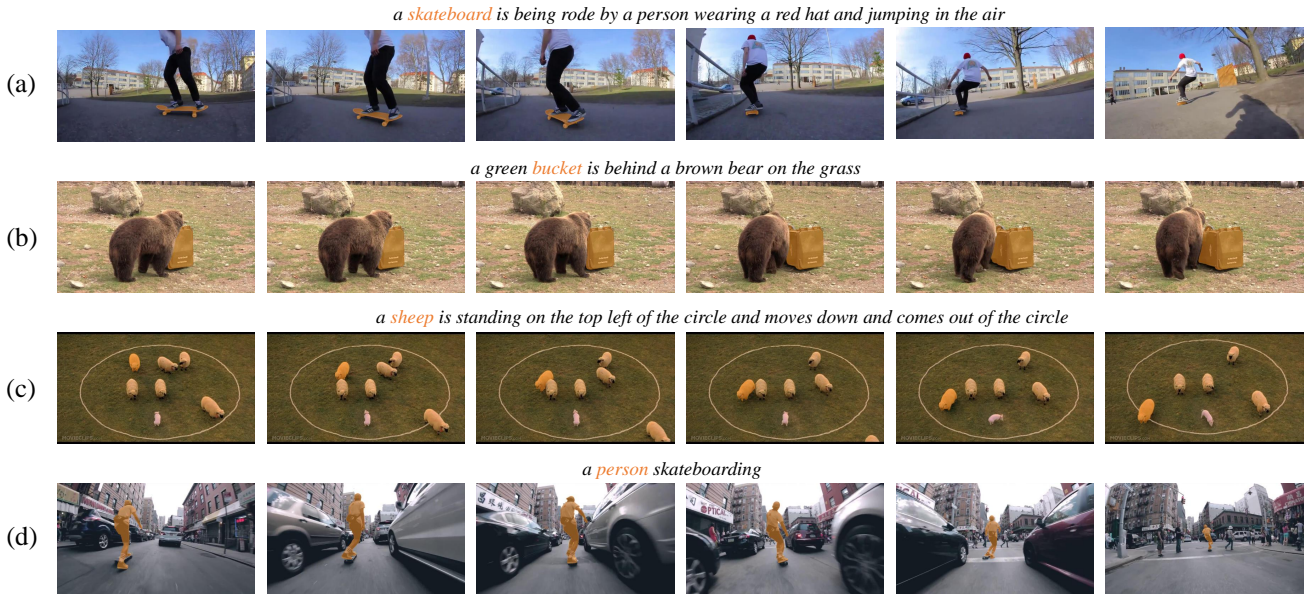 a skateboard is being rode by a person wearing a red hat and jumping in the air
(a)
a green bucket is behind a brown bear on the grass
(b)
a sheep is standing on the top left of the circle and moves down and comes out of the circle
(c)
a person skateboarding
(d)
OPTICAL